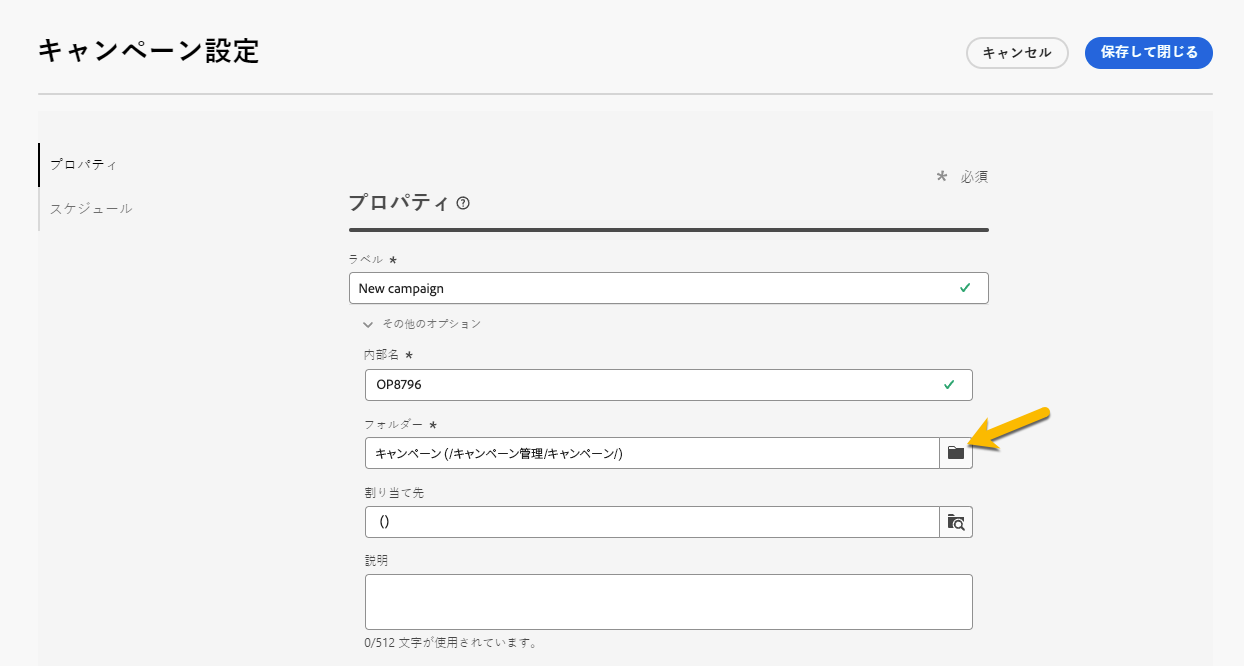 キャンペーン設定
キャンセル
保存して閉じる
プロパティ
スケジュール
* 必須
プロパティ ?
ラベル *
New campaign
その他のオプション
内部名 *
OP8796
フォルダー *
キャンペーン (/キャンペーン管理/キャンペーン/)
割り当て先
()
説明
0/512 文字が使用されています。